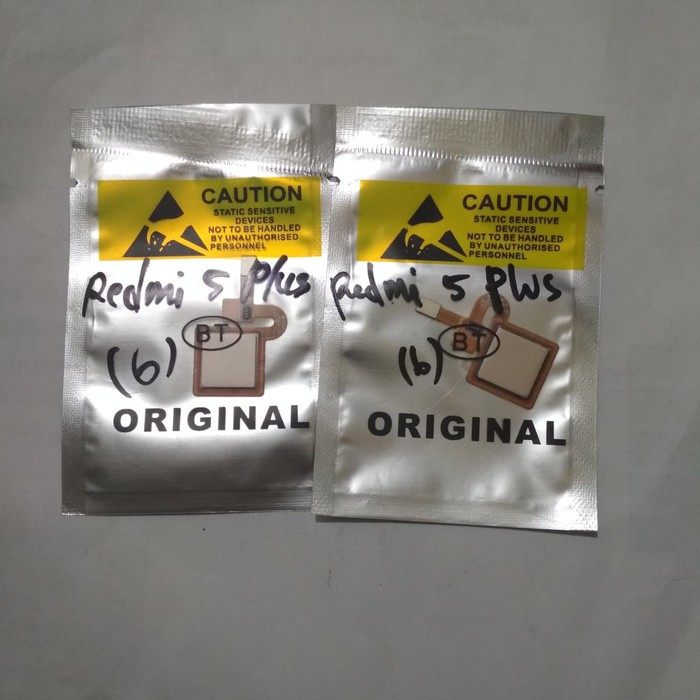 CAUTION
STATIC SENSITIVE
DEVICES
NOT TO BE HANDLED
BY UNAUTHORISED
PERSONNEL
Redmi 5 Plus
BT
(6)
ORIGINAL
CAUTION
STATIC SENSITIVE
DEVICES
NOT TO BE HANDLED
BY UNAUTHORISED
PERSONNEL
Redmi 5 Plus
BT
(6)
ORIGINAL